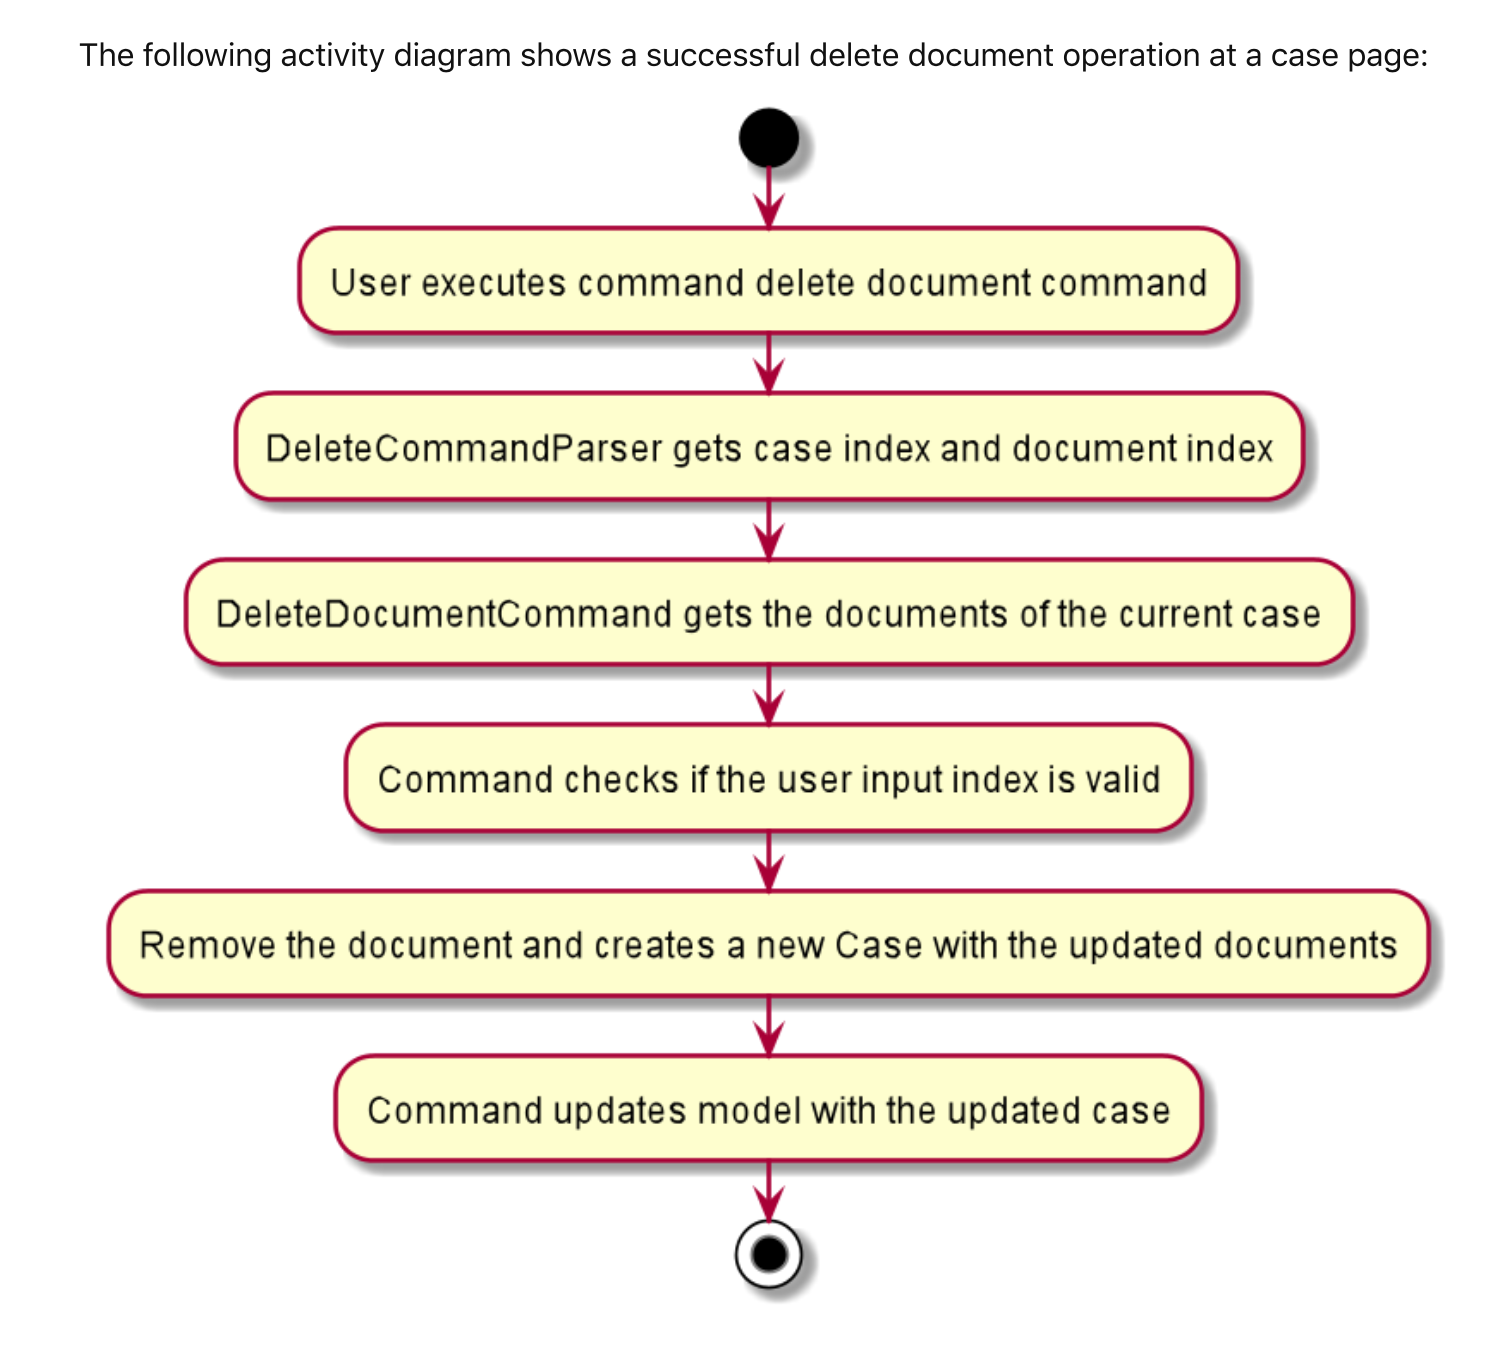 The following activity diagram shows a successful delete document operation at a case page:
User executes command delete document command
DeleteCommandParser gets case index and document index
DeleteDocumentCommand gets the documents of the current case
Command checks if the user input index is valid
Remove the document and creates a new Case with the updated documents
Command updates model with the updated case